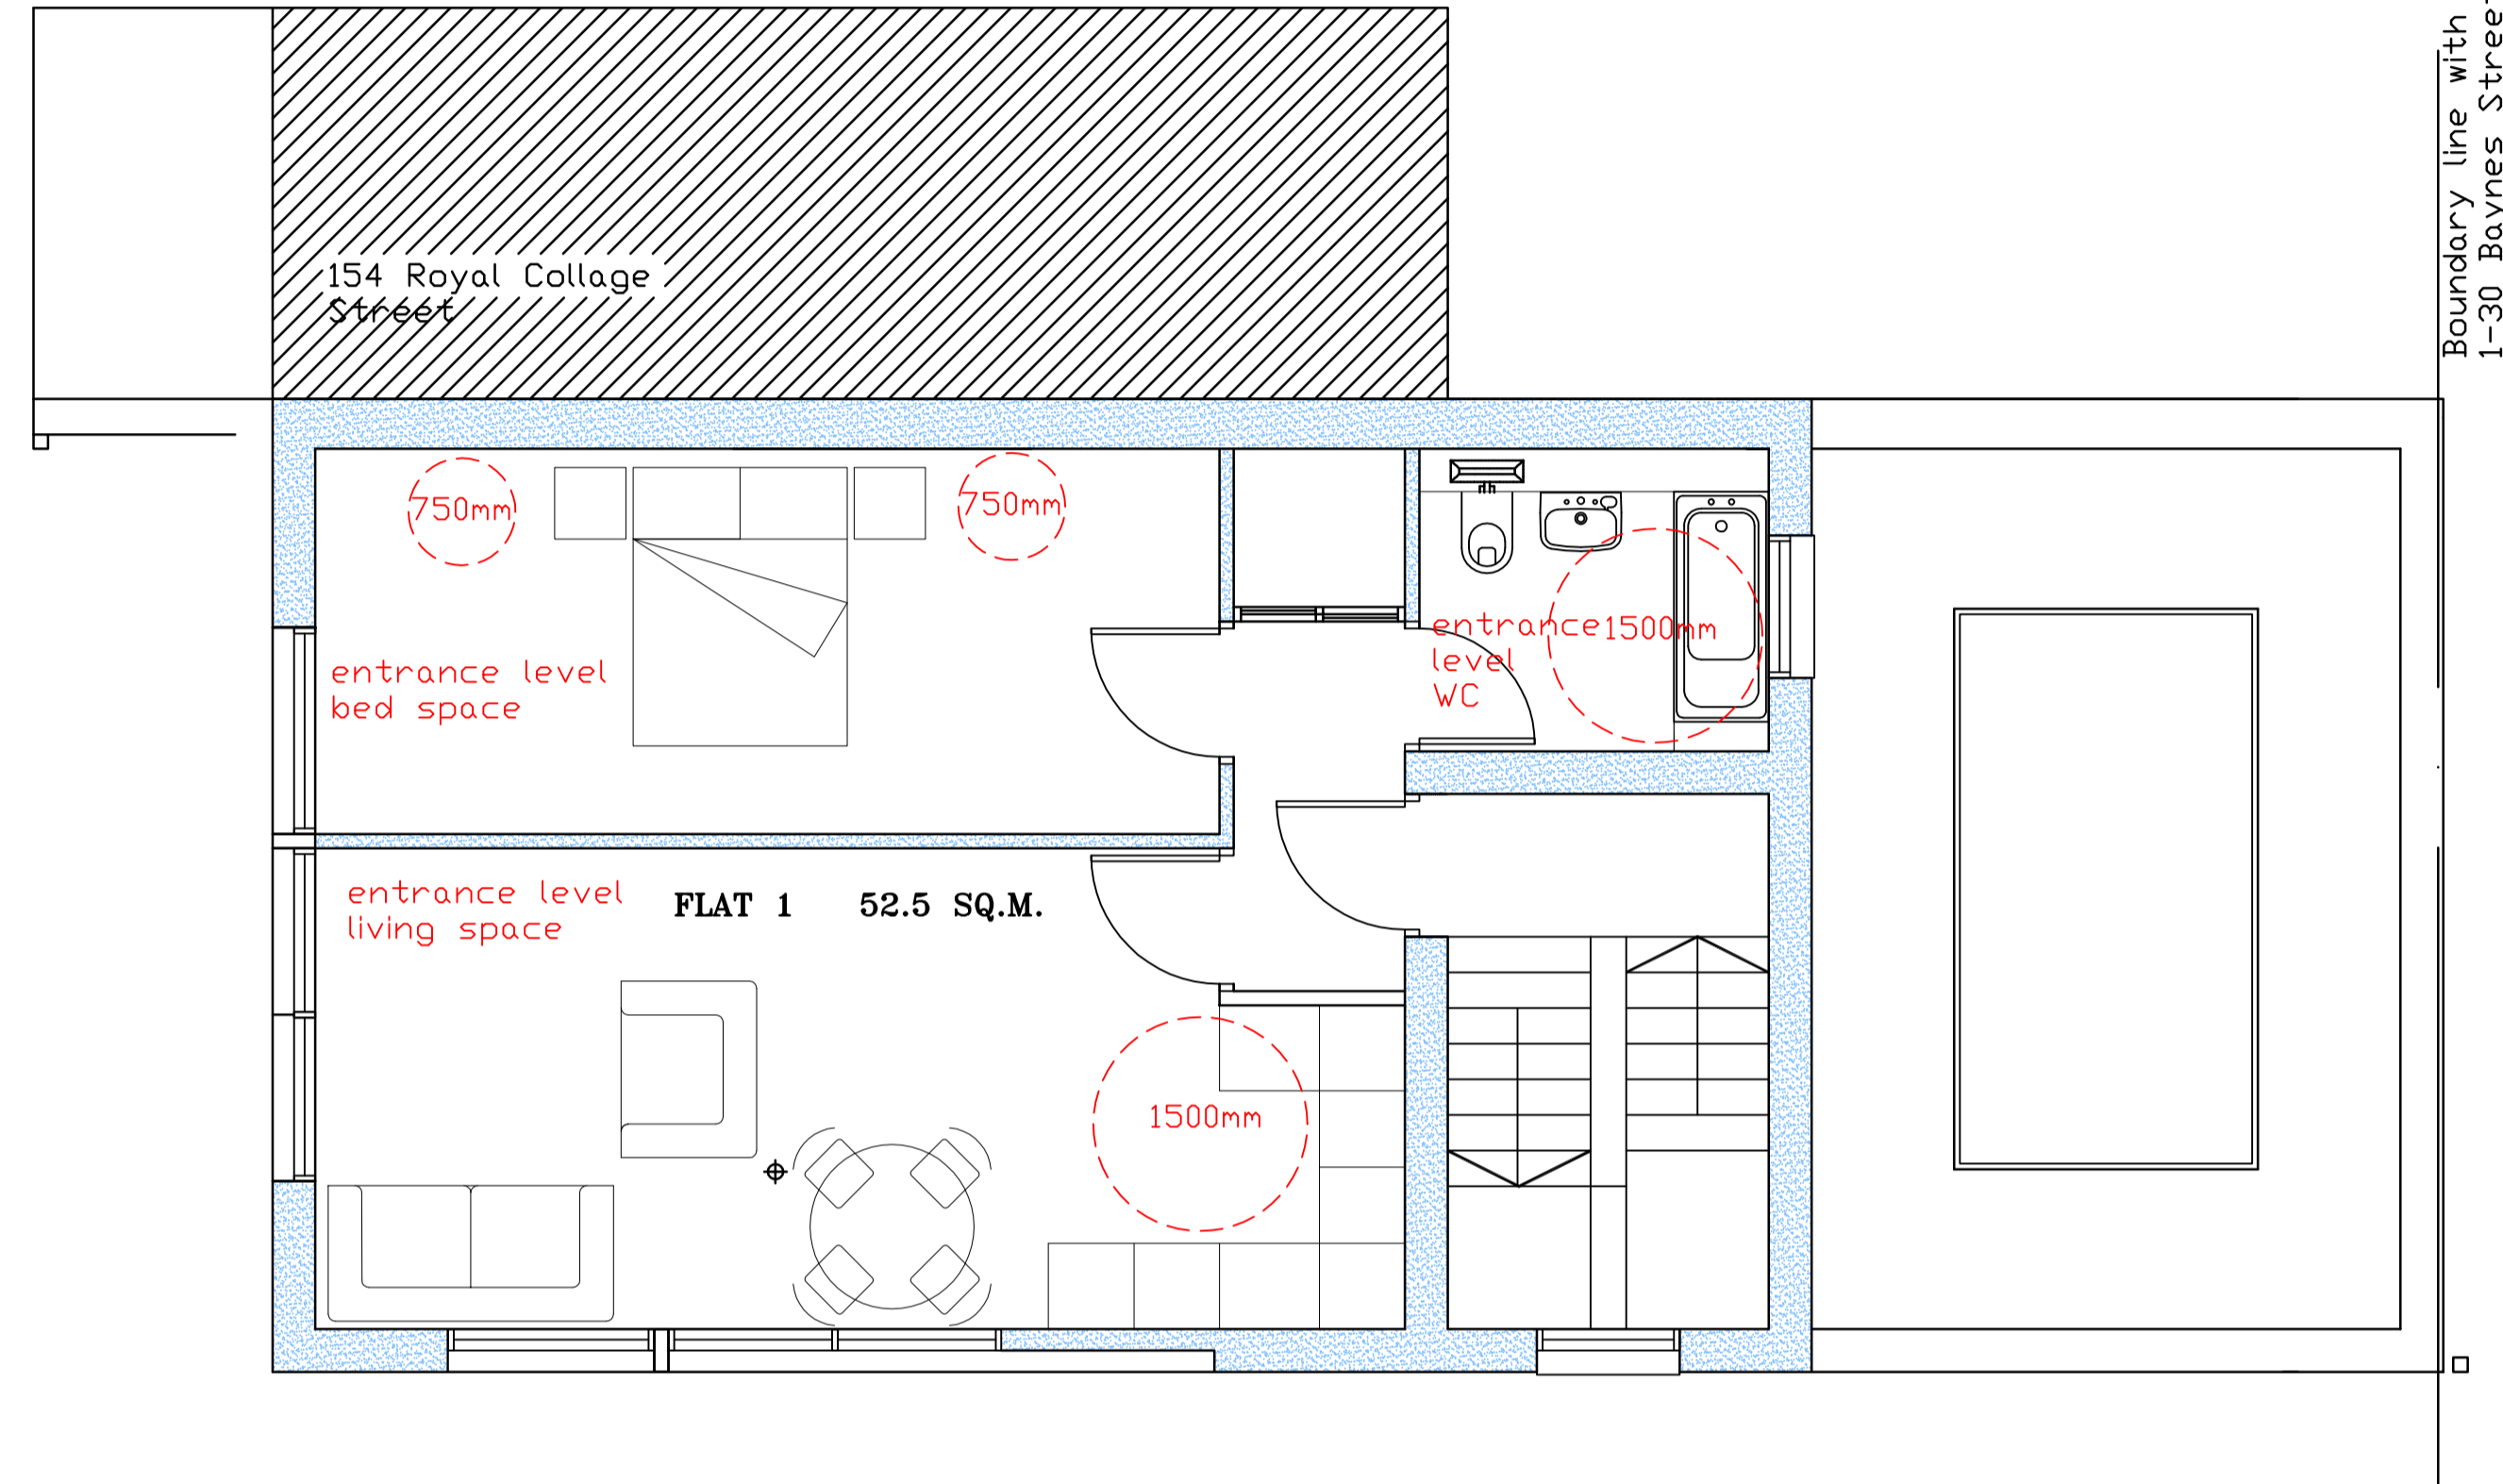 Boundary line with
1-30 Baynes Street
154 Royal Collage
Street
750mm
750mm
entrance level
bed space
entrance
level
WC
1500mm
entrance level
living space
FLAT 1 52.5 SQ.M.
1500mm